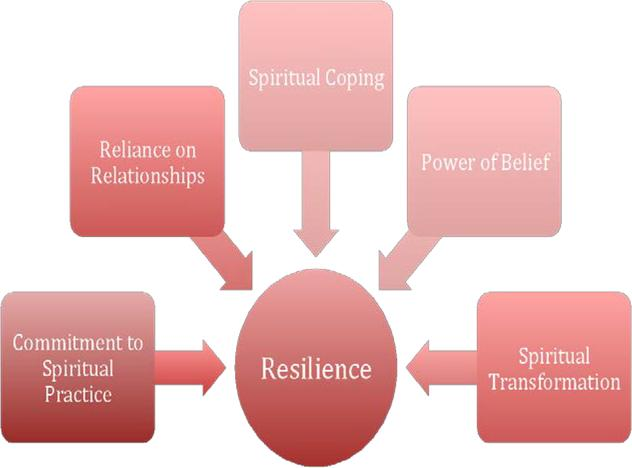 Spiritual Coping
Reliance on
Relationships
Power of Belief
Commitment to
Spiritual
Practice
Resilience
Spiritual
Transformation